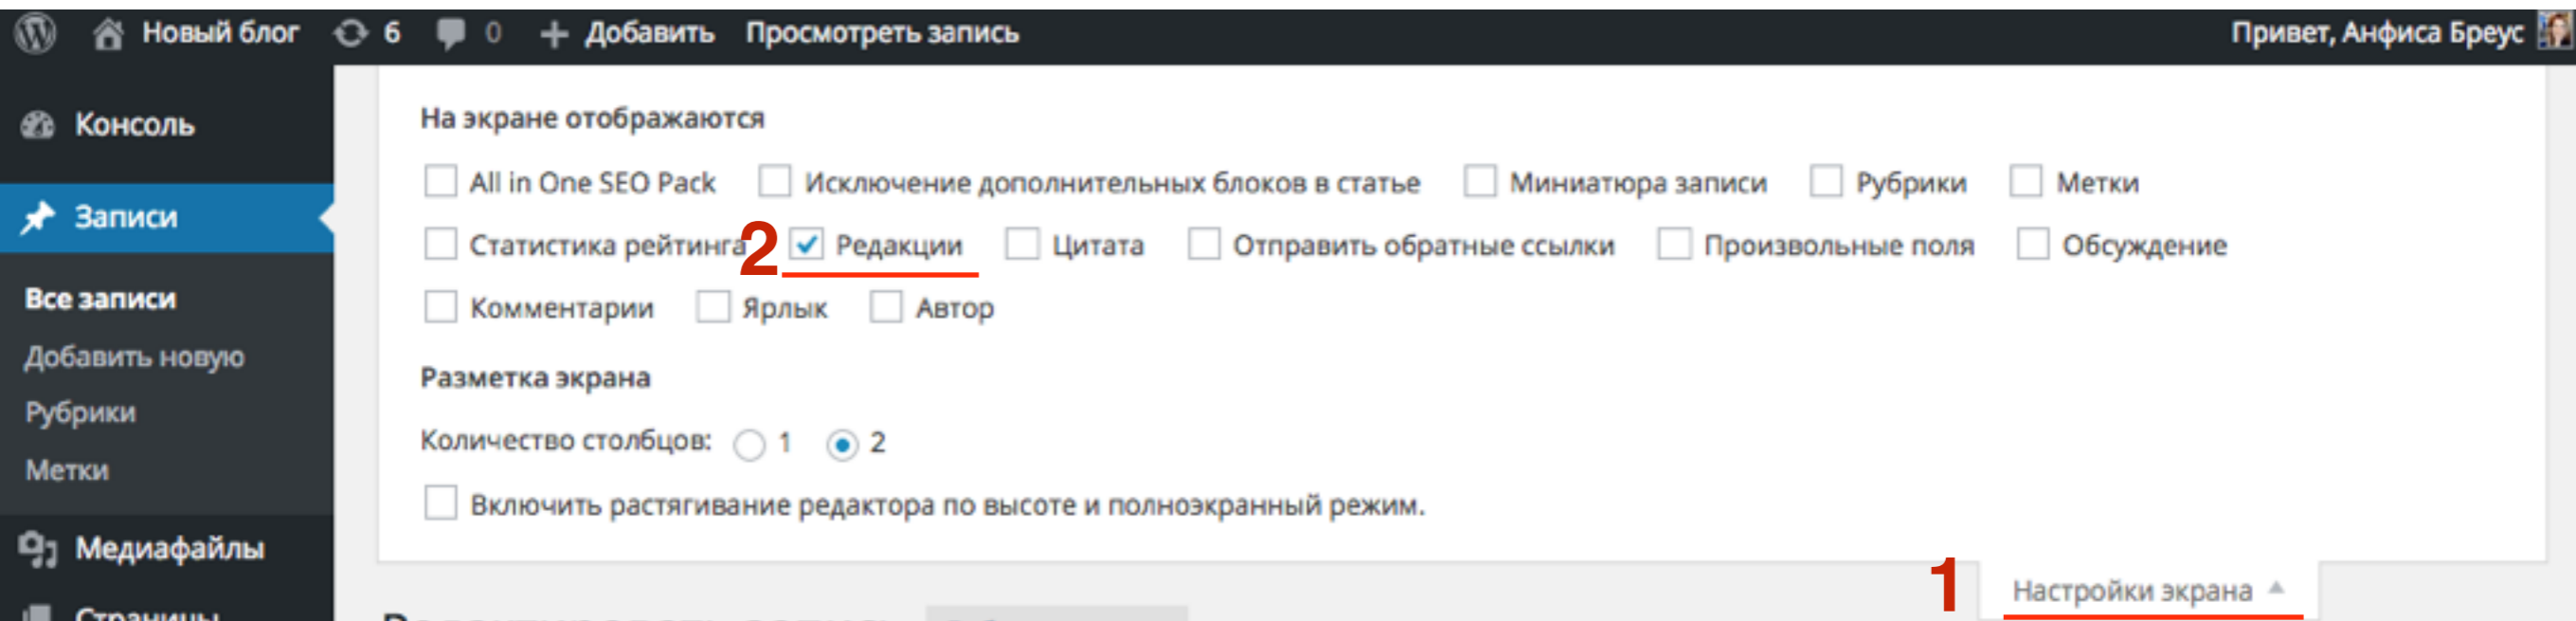 Новый блог 6 0 + Добавить Просмотреть запись Привет, Анфиса Бреус
Консоль
Записи
Все записи
Добавить новую
Рубрики
Метки
Медиафайлы
Страницы
На экране отображаются
All in One SEO Pack Исключение дополнительных блоков в статье Миниатюра записи Рубрики Метки
Статистика рейтинга 2 Редакции Цитата Отправить обратные ссылки Произвольные поля Обсуждение
Комментарии Ярлык Автор
Разметка экрана
Количество столбцов: 1 2
Включить растягивание редактора по высоте и полноэкранный режим.
1 Настройки экрана